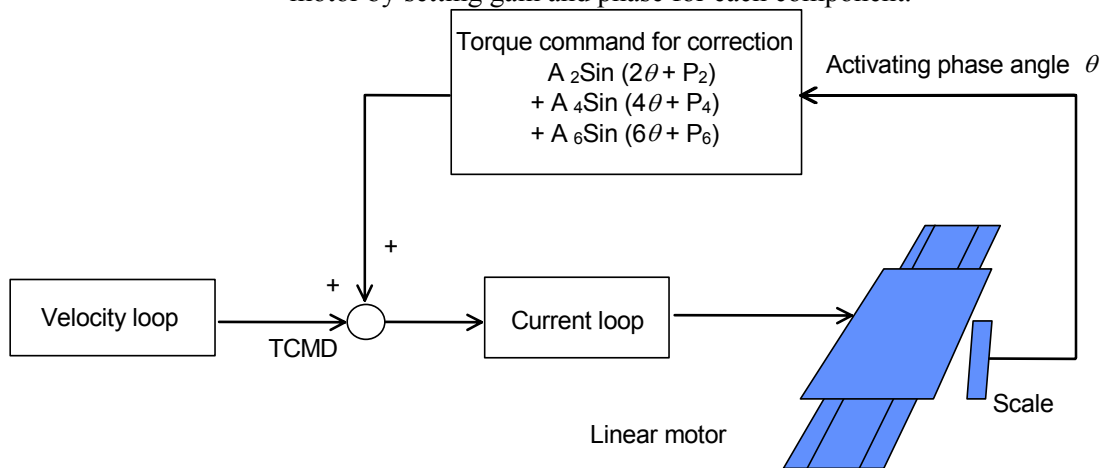 motor by setting gain and phase for each component.
Torque command for correction
A 2Sin (2θ + P2)
+ A 4Sin (4θ + P4)
+ A 6Sin (6θ + P6)
Activating phase angle θ
+
+
Velocity loop
TCMD
Current loop
Scale
Linear motor